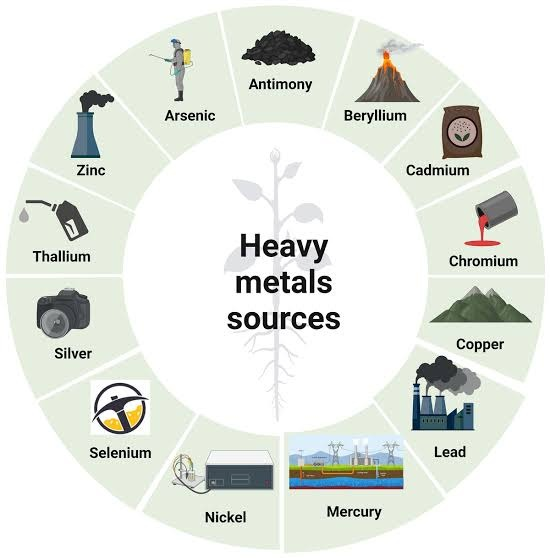 Heavy
metals
sources
Antimony
Beryllium
Cadmium
Chromium
Copper
Lead
Mercury
Nickel
Selenium
Silver
Thallium
Zinc
Arsenic